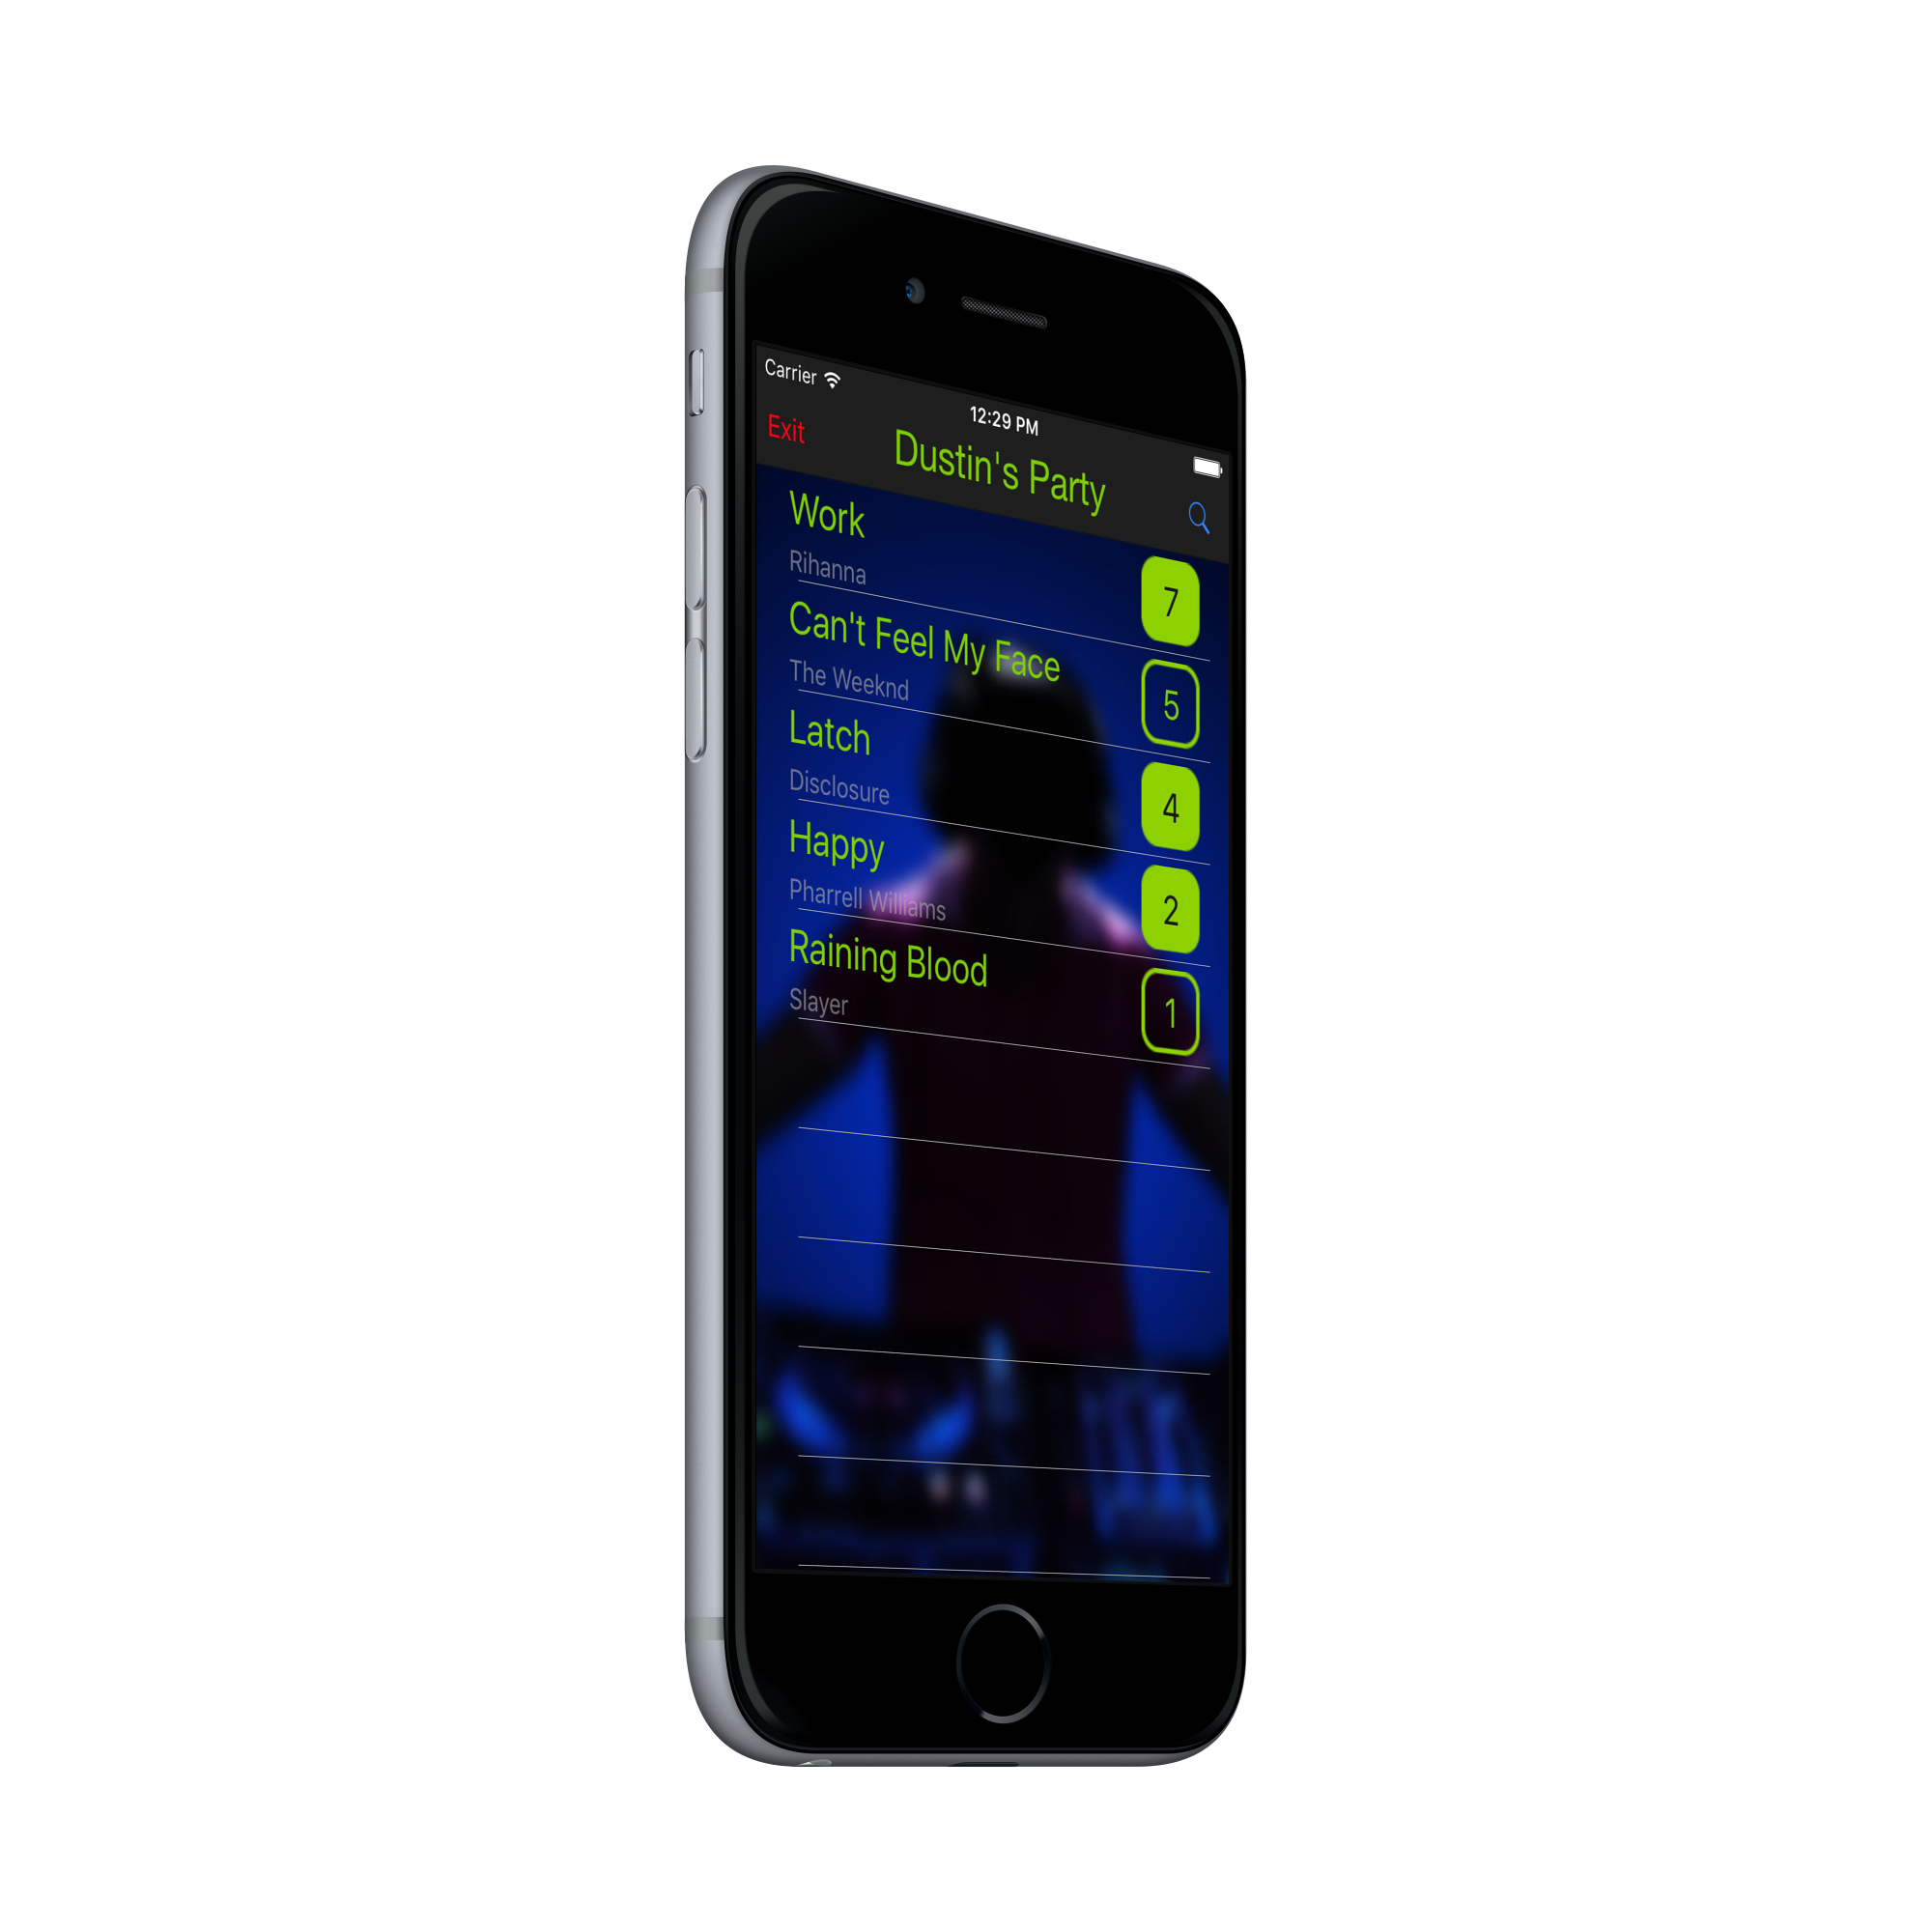 Carrier
12:29 PM
Exit
Dustin's Party
Work
Rihanna
7
Can't Feel My Face
The Weeknd
5
Latch
Disclosure
4
Happy
Pharrell Williams
2
Raining Blood
Slayer
1